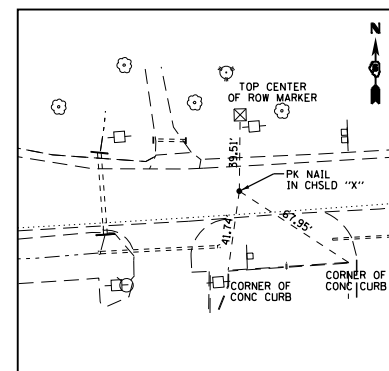 N
TOP CENTER
OF ROW MARKER
39.51'
PK NAIL
IN CHSLD "X"
67.95'
41.74'
CORNER OF
CONC CURB
CORNER OF
CONC CURB